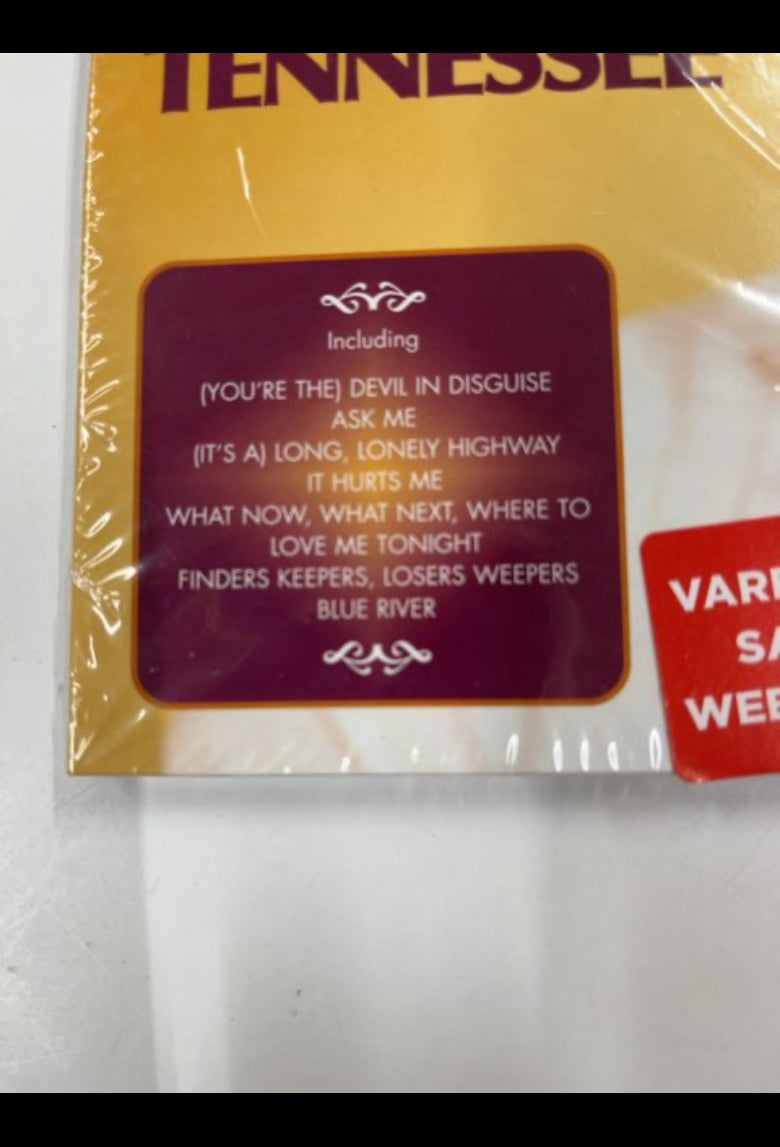 TENNESSEE
Including
(YOU'RE THE) DEVIL IN DISGUISE
ASK ME
(IT'S A) LONG, LONELY HIGHWAY
IT HURTS ME
WHAT NOW, WHAT NEXT, WHERE TO
LOVE ME TONIGHT
FINDERS KEEPERS, LOSERS WEEPERS
BLUE RIVER